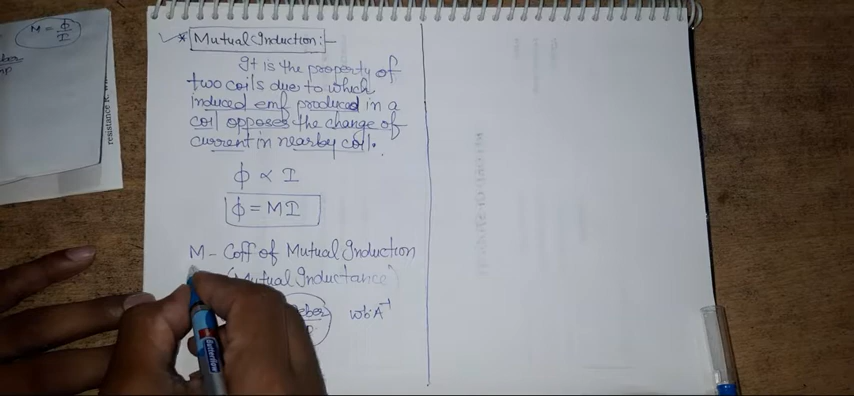 M = ϕ/I
resistance R, w
* Mutual Induction:-
It is the property of
two coils due to which
induced emf produced in a
coil opposes the change of
current in nearby coil.
ϕ ∝ I
ϕ = MI
M - Coff of Mutual Induction
(Mutual Inductance)
wb A⁻¹